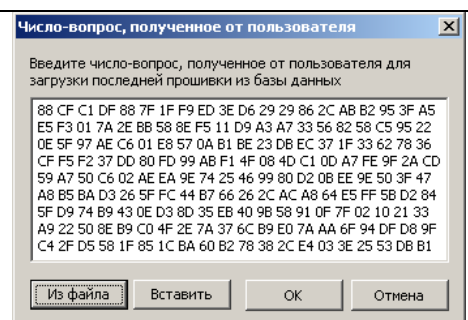 Число-вопрос, полученное от пользователя
Введите число-вопрос, полученное от пользователя для
загрузки последней прошивки из базы данных
88 CF C1 DF 88 7F 1F F9 ED 3E D6 29 29 86 2C AB B2 95 3F A5
E5 F3 01 7A 2E BB 58 8E F5 11 D9 A3 A7 33 56 82 58 C5 95 22
0E 5F 97 AE C6 01 E8 57 0A B1 BE 23 DB EC 37 1F 33 62 78 36
CF F5 F2 37 DD 80 FD 99 AB F1 4F 08 4D C1 0D A7 FE 9F 2A CD
59 A7 50 C6 02 AE EA 9E 74 25 46 99 80 D2 0B EE 9E 50 3F 47
A8 B5 BA D3 26 5F FC 44 B7 66 26 2C AC A8 64 E5 FF 5B D2 84
5F D9 74 B9 43 0E D3 8D 35 EB 40 9B 58 91 0F 7F 02 10 21 33
A9 22 50 8E B9 C0 4F 2E 7A 37 6C B9 E0 7A AA 6F 94 DF D8 9F
C4 2F D5 58 1F 85 1C BA 60 B2 78 38 2C E4 03 3E 25 53 DB B1
Из файла Вставить OK Отмена